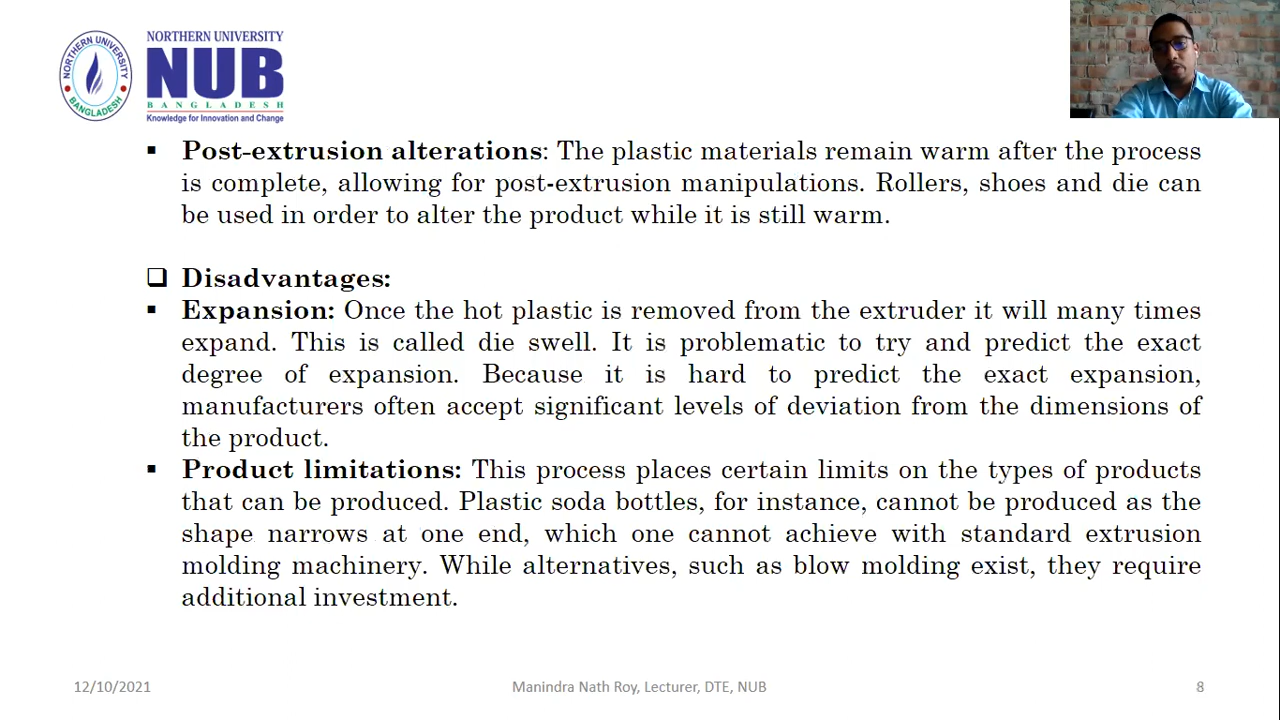 NORTHERN UNIVERSITY
BANGLADESH
NORTHERN UNIVERSITY
NUB
BANGLADESH
Knowledge for Innovation and Change
▪ Post-extrusion alterations: The plastic materials remain warm after the process
is complete, allowing for post-extrusion manipulations. Rollers, shoes and die can
be used in order to alter the product while it is still warm.
❑ Disadvantages:
▪ Expansion: Once the hot plastic is removed from the extruder it will many times
expand. This is called die swell. It is problematic to try and predict the exact
degree of expansion. Because it is hard to predict the exact expansion,
manufacturers often accept significant levels of deviation from the dimensions of
the product.
▪ Product limitations: This process places certain limits on the types of products
that can be produced. Plastic soda bottles, for instance, cannot be produced as the
shape narrows at one end, which one cannot achieve with standard extrusion
molding machinery. While alternatives, such as blow molding exist, they require
additional investment.
12/10/2021
Manindra Nath Roy, Lecturer, DTE, NUB
8